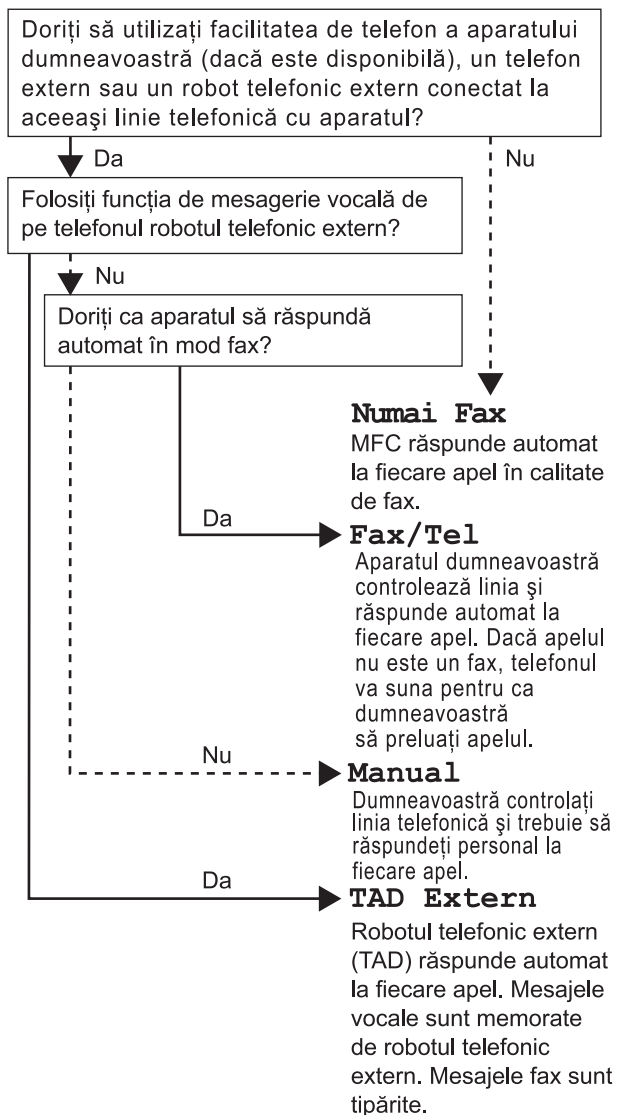 Doriți să utilizați facilitatea de telefon a aparatului
dumneavoastră (dacă este disponibilă), un telefon
extern sau un robot telefonic extern conectat la
aceeaşi linie telefonică cu aparatul?
Da
Nu
Folosiți funcția de mesagerie vocală de
pe telefonul robotul telefonic extern?
Nu
Doriți ca aparatul să răspundă
automat în mod fax?
Numai Fax
MFC răspunde automat
la fiecare apel în calitate
de fax.
Da
Fax/Tel
Aparatul dumneavoastră
controlează linia şi
răspunde automat la
fiecare apel. Dacă apelul
nu este un fax, telefonul
va suna pentru ca
dumneavoastră
să preluați apelul.
Nu
Manual
Dumneavoastră controlați
linia telefonică şi trebuie să
răspundeți personal la
fiecare apel.
Da
TAD Extern
Robotul telefonic extern
(TAD) răspunde automat
la fiecare apel. Mesajele
vocale sunt memorate
de robotul telefonic
extern. Mesajele fax sunt
tipărite.